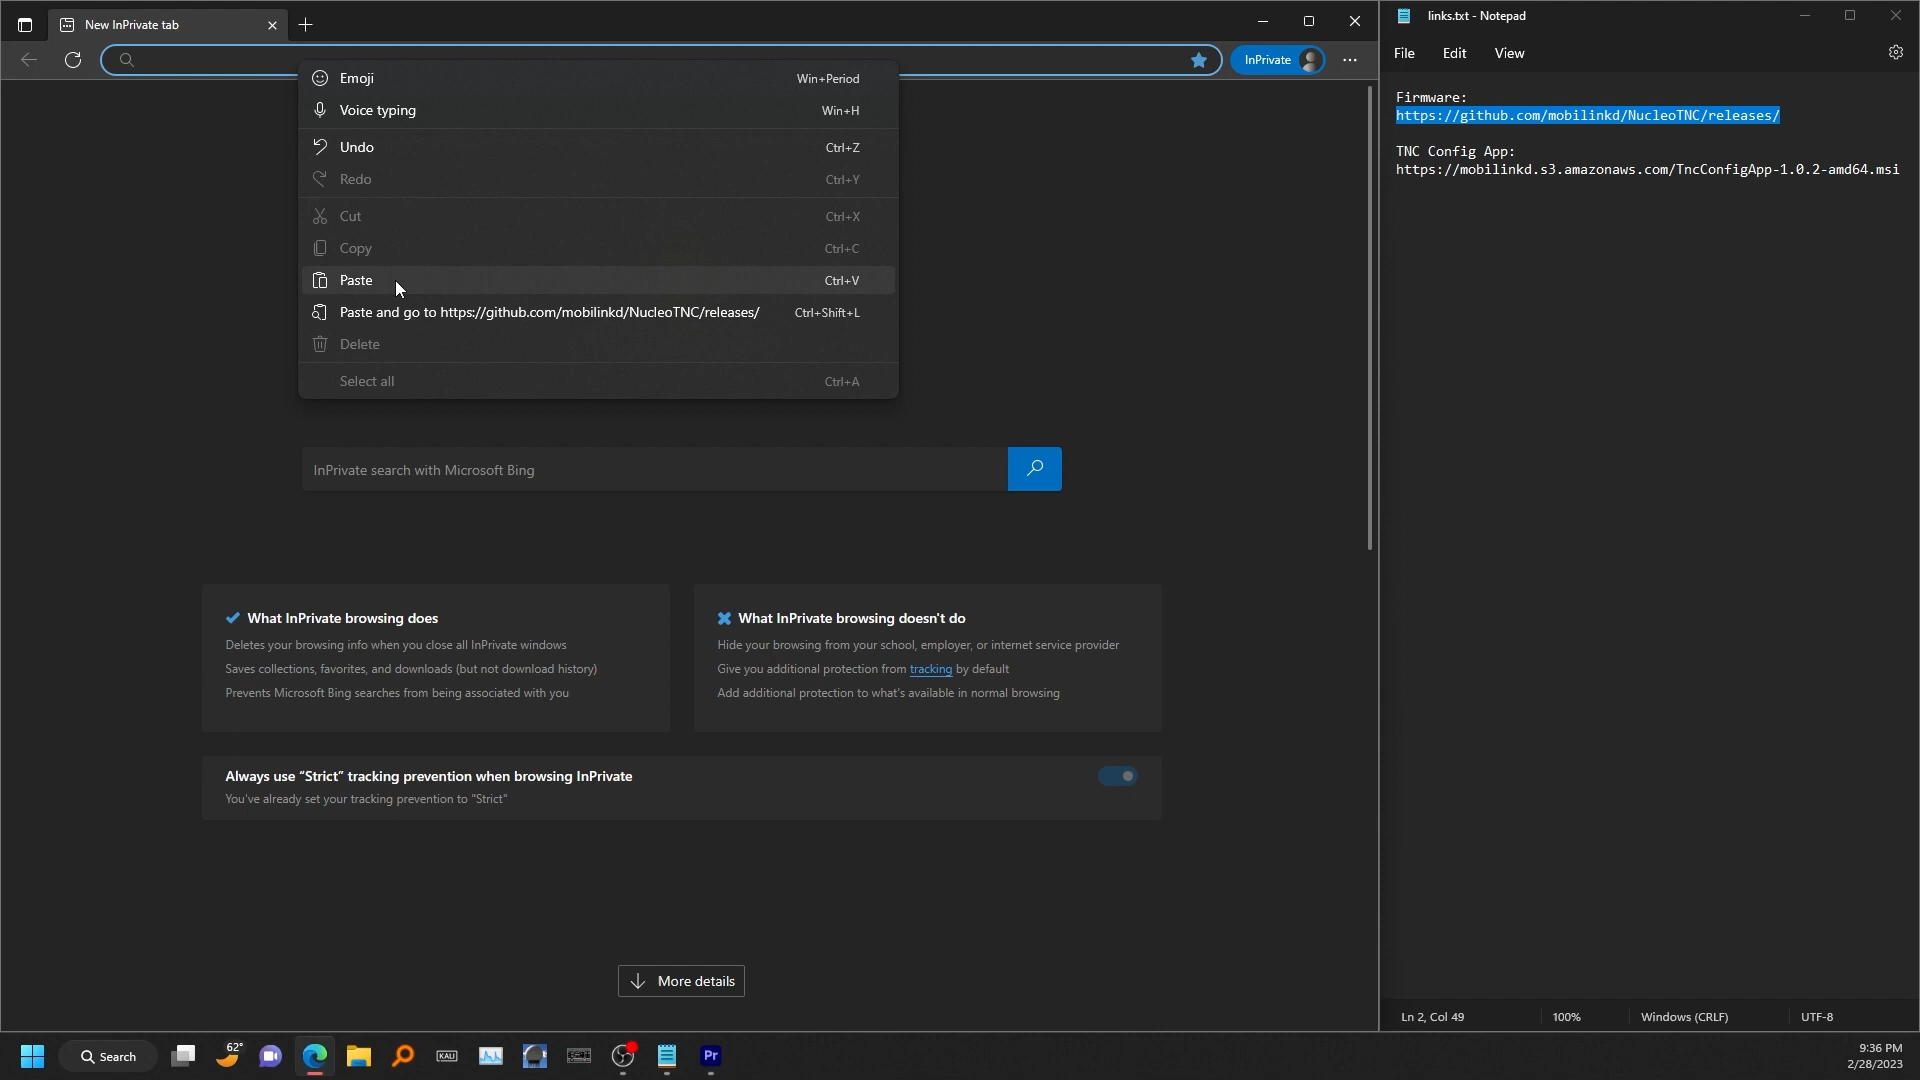 New InPrivate tab
InPrivate
Emoji Win+Period
Voice typing Win+H
Undo Ctrl+Z
Redo Ctrl+Y
Cut Ctrl+X
Copy Ctrl+C
Paste Ctrl+V
Paste and go to https://github.com/mobilinkd/NucleoTNC/releases/ Ctrl+Shift+L
Delete
Select all Ctrl+A
InPrivate search with Microsoft Bing
What InPrivate browsing does
Deletes your browsing info when you close all InPrivate windows
Saves collections, favorites, and downloads (but not download history)
Prevents Microsoft Bing searches from being associated with you
What InPrivate browsing doesn't do
Hide your browsing from your school, employer, or internet service provider
Give you additional protection from tracking by default
Add additional protection to what's available in normal browsing
Always use “Strict” tracking prevention when browsing InPrivate
You've already set your tracking prevention to "Strict"
More details
links.txt - Notepad
File Edit View
Firmware:
https://github.com/mobilinkd/NucleoTNC/releases/
TNC Config App:
https://mobilinkd.s3.amazonaws.com/TncConfigApp-1.0.2-amd64.msi
Ln 2, Col 49 100% Windows (CRLF) UTF-8
Search
62°
KALI
Pr
9:36 PM
2/28/2023